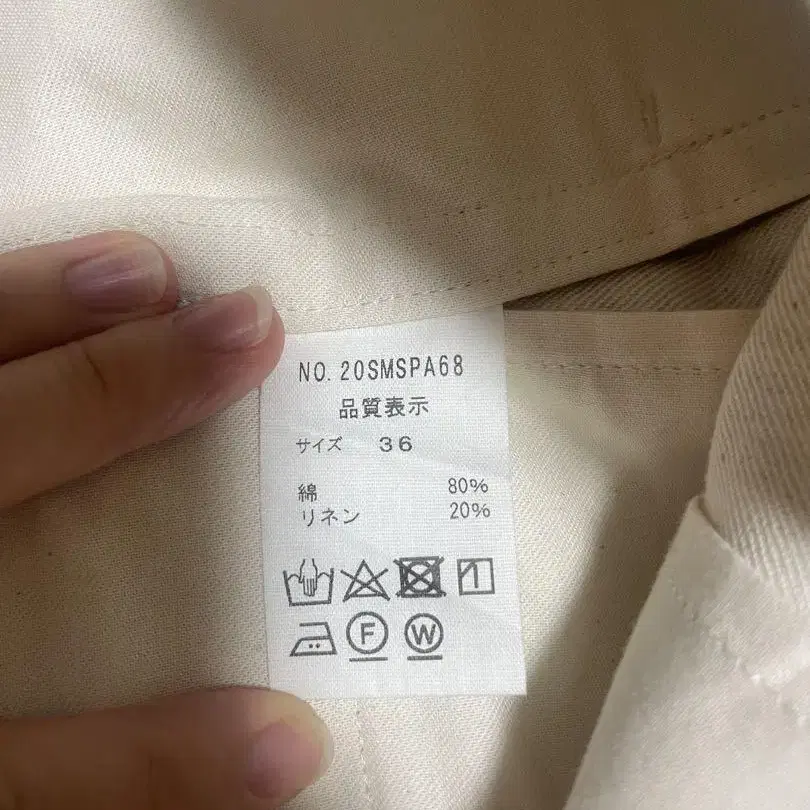 NO. 20SMSPA68
品質表示
サイズ 36
綿 80%
リネン 20%
F W